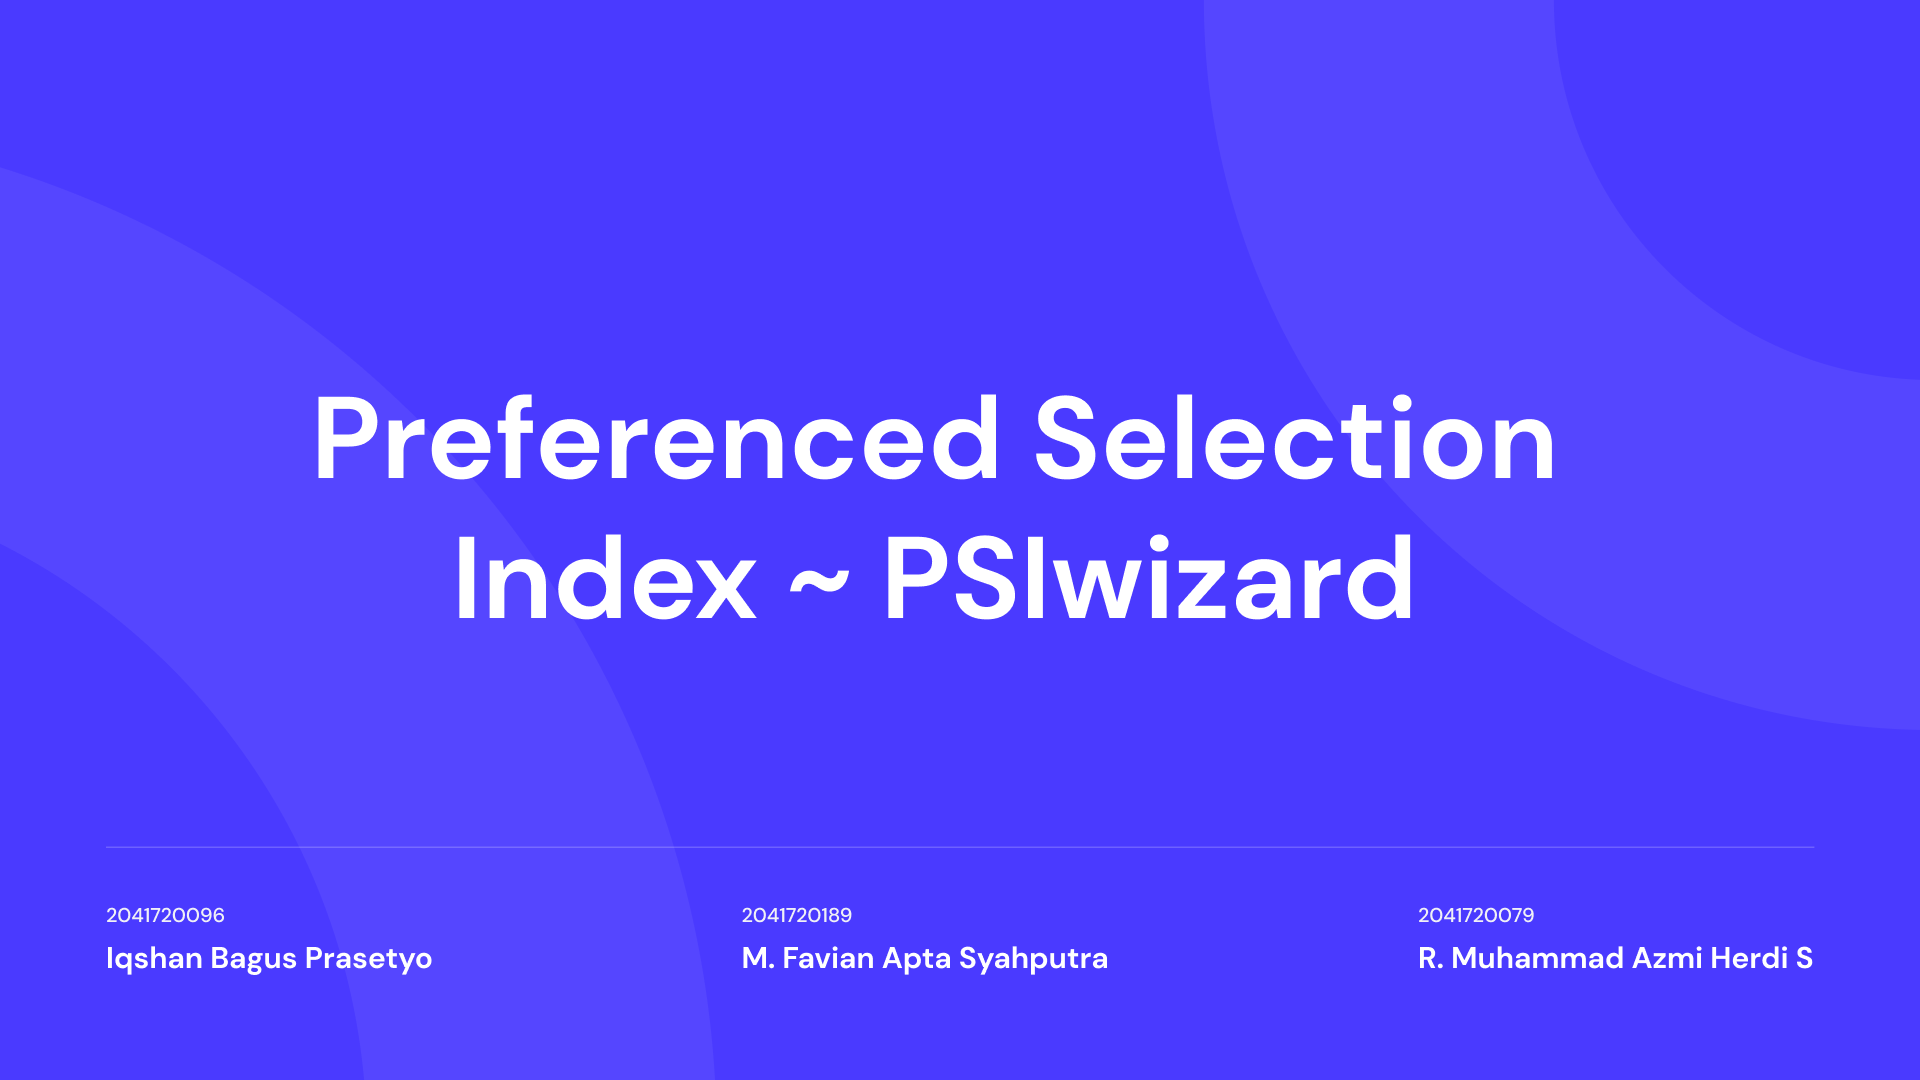 Preferenced Selection
Index ~ PSIwizard
2041720096
Iqshan Bagus Prasetyo
2041720189
M. Favian Apta Syahputra
2041720079
R. Muhammad Azmi Herdi S